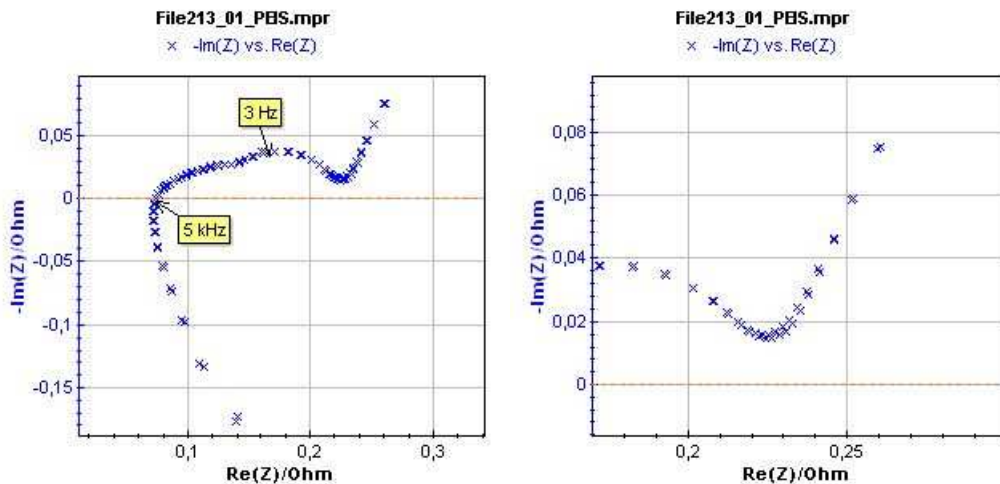 File213_01_PEIS.mpr
× -Im(Z) vs. Re(Z)
-Im(Z)/Ohm
0,05
0
-0,05
-0,1
-0,15
3 Hz
5 kHz
0,1
0,2
0,3
Re(Z)/Ohm
File213_01_PEIS.mpr
× -Im(Z) vs. Re(Z)
-Im(Z)/Ohm
0,08
0,06
0,04
0,02
0
0,2
0,25
Re(Z)/Ohm